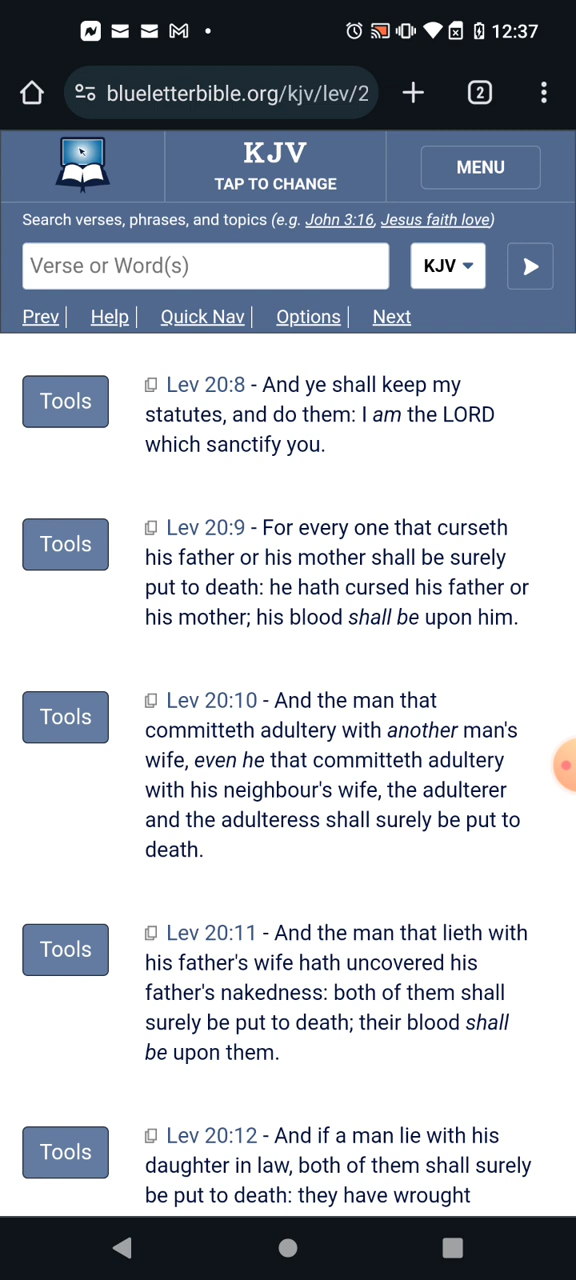 12:37
blueletterbible.org/kjv/lev/2
2
KJV
TAP TO CHANGE
MENU
Search verses, phrases, and topics (e.g. John 3:16, Jesus faith love)
Verse or Word(s)
KJV
Prev | Help | Quick Nav | Options | Next
Tools
Lev 20:8 - And ye shall keep my
statutes, and do them: I am the LORD
which sanctify you.
Tools
Lev 20:9 - For every one that curseth
his father or his mother shall be surely
put to death: he hath cursed his father or
his mother; his blood shall be upon him.
Tools
Lev 20:10 - And the man that
committeth adultery with another man's
wife, even he that committeth adultery
with his neighbour's wife, the adulterer
and the adulteress shall surely be put to
death.
Tools
Lev 20:11 - And the man that lieth with
his father's wife hath uncovered his
father's nakedness: both of them shall
surely be put to death; their blood shall
be upon them.
Tools
Lev 20:12 - And if a man lie with his
daughter in law, both of them shall surely
be put to death: they have wrought